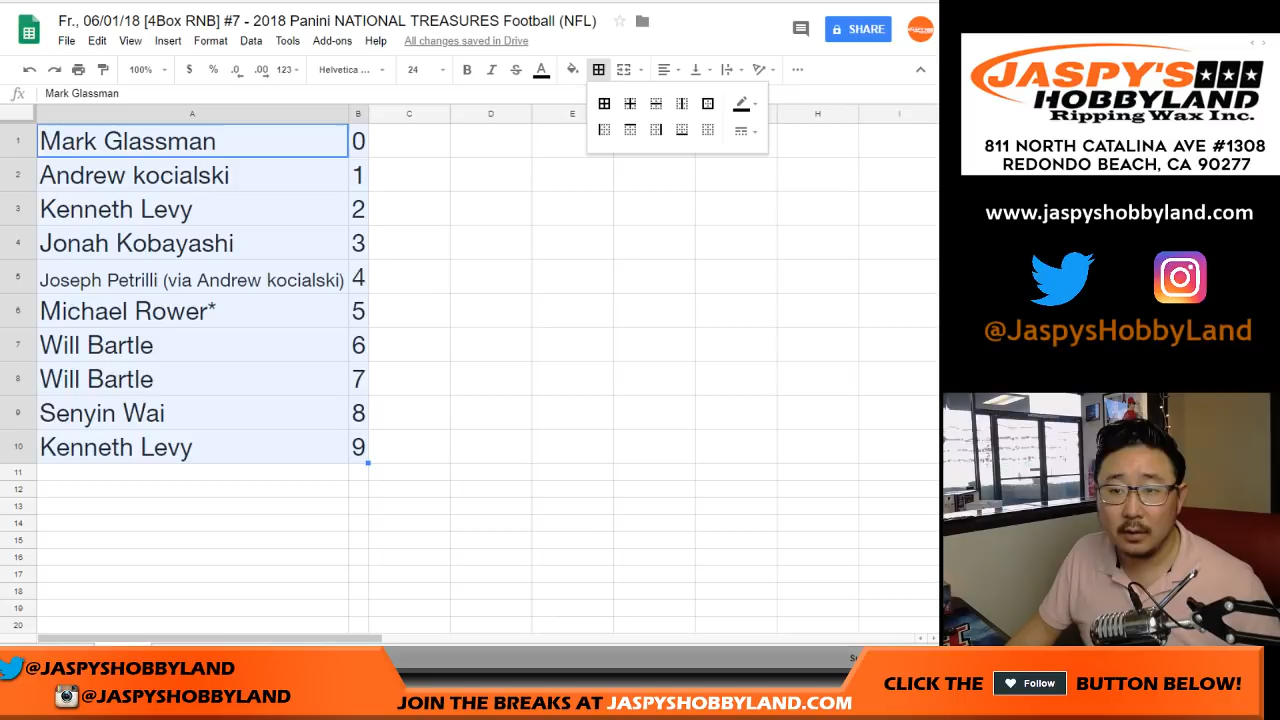 Fr., 06/01/18 [4Box RNB] #7 - 2018 Panini NATIONAL TREASURES Football (NFL)
File Edit View Insert Format Data Tools Add-ons Help All changes saved in Drive
SHARE
100% $ % .0 .00 123 Helvetica ... 24 B I S A
fx Mark Glassman
A B C D E H I
1 Mark Glassman 0
2 Andrew kocialski 1
3 Kenneth Levy 2
4 Jonah Kobayashi 3
5 Joseph Petrilli (via Andrew kocialski) 4
6 Michael Rower* 5
7 Will Bartle 6
8 Will Bartle 7
9 Senyin Wai 8
10 Kenneth Levy 9
11
12
13
14
15
16
17
18
19
20
JASPY'S
HOBBYLAND
Ripping Wax Inc.
811 NORTH CATALINA AVE #1308
REDONDO BEACH, CA 90277
www.jaspyshobbyland.com
@JaspysHobbyLand
@JASPYSHOBBYLAND
@JASPYSHOBBYLAND
JOIN THE BREAKS AT JASPYSHOBBYLAND.COM
CLICK THE Follow BUTTON BELOW!